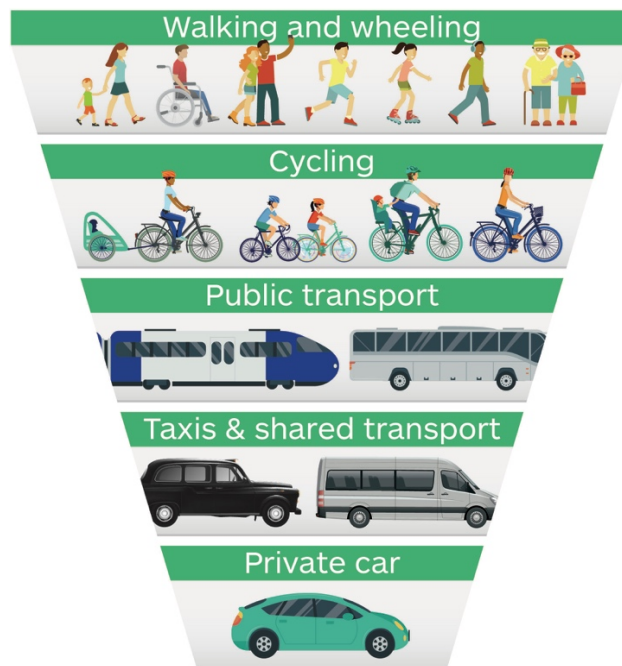 Walking and wheeling
Cycling
Public transport
Taxis & shared transport
Private car